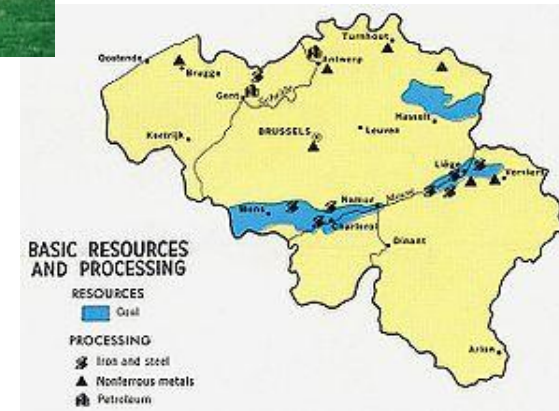 Turnhout
Oostende
Brugge
Antwerp
Gent
Schelde
Hasselt
Kortrijk
BRUSSELS
Leuven
Liège
Verviers
Mons
Namur
Meuse
Charleroi
Dinant
Arlon
BASIC RESOURCES
AND PROCESSING
RESOURCES
Coal
PROCESSING
Iron and steel
Nonferrous metals
Petroleum